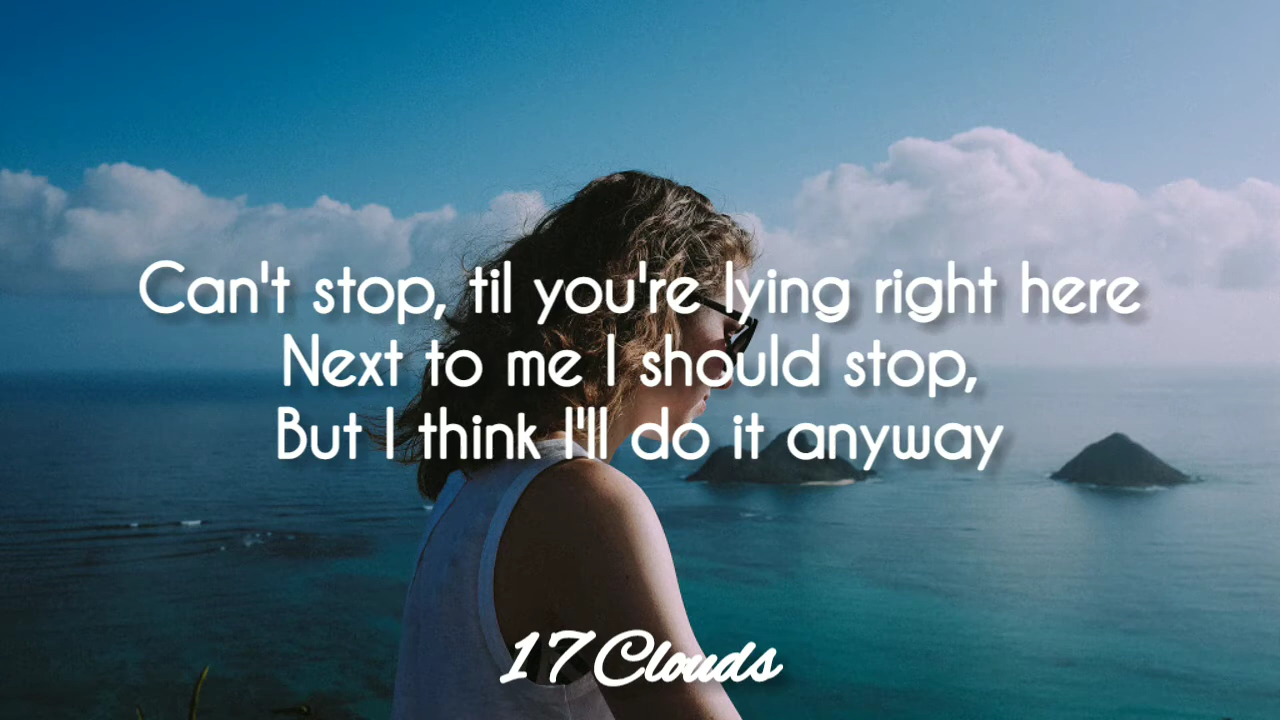 Can't stop, til you're lying right here
Next to me I should stop,
But I think I'll do it anyway
17 Clouds